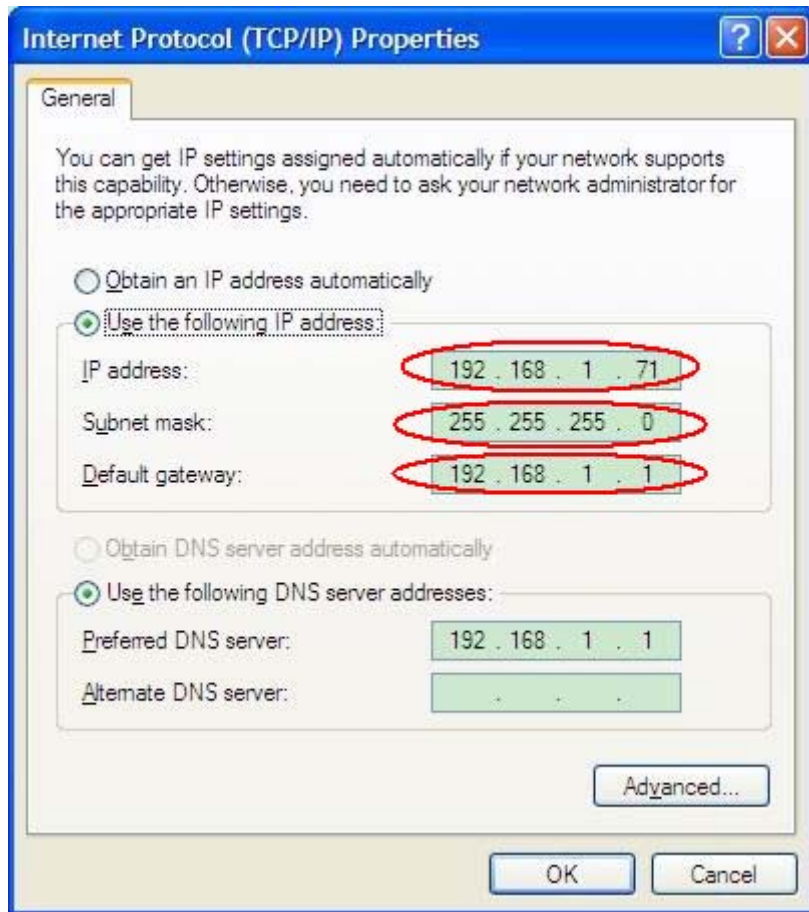 Internet Protocol (TCP/IP) Properties
?
General
You can get IP settings assigned automatically if your network supports
this capability. Otherwise, you need to ask your network administrator for
the appropriate IP settings.
Obtain an IP address automatically
Use the following IP address:
IP address: 192 . 168 . 1 . 71
Subnet mask: 255 . 255 . 255 . 0
Default gateway: 192 . 168 . 1 . 1
Obtain DNS server address automatically
Use the following DNS server addresses:
Preferred DNS server: 192 . 168 . 1 . 1
Alternate DNS server: . . .
Advanced...
OK Cancel